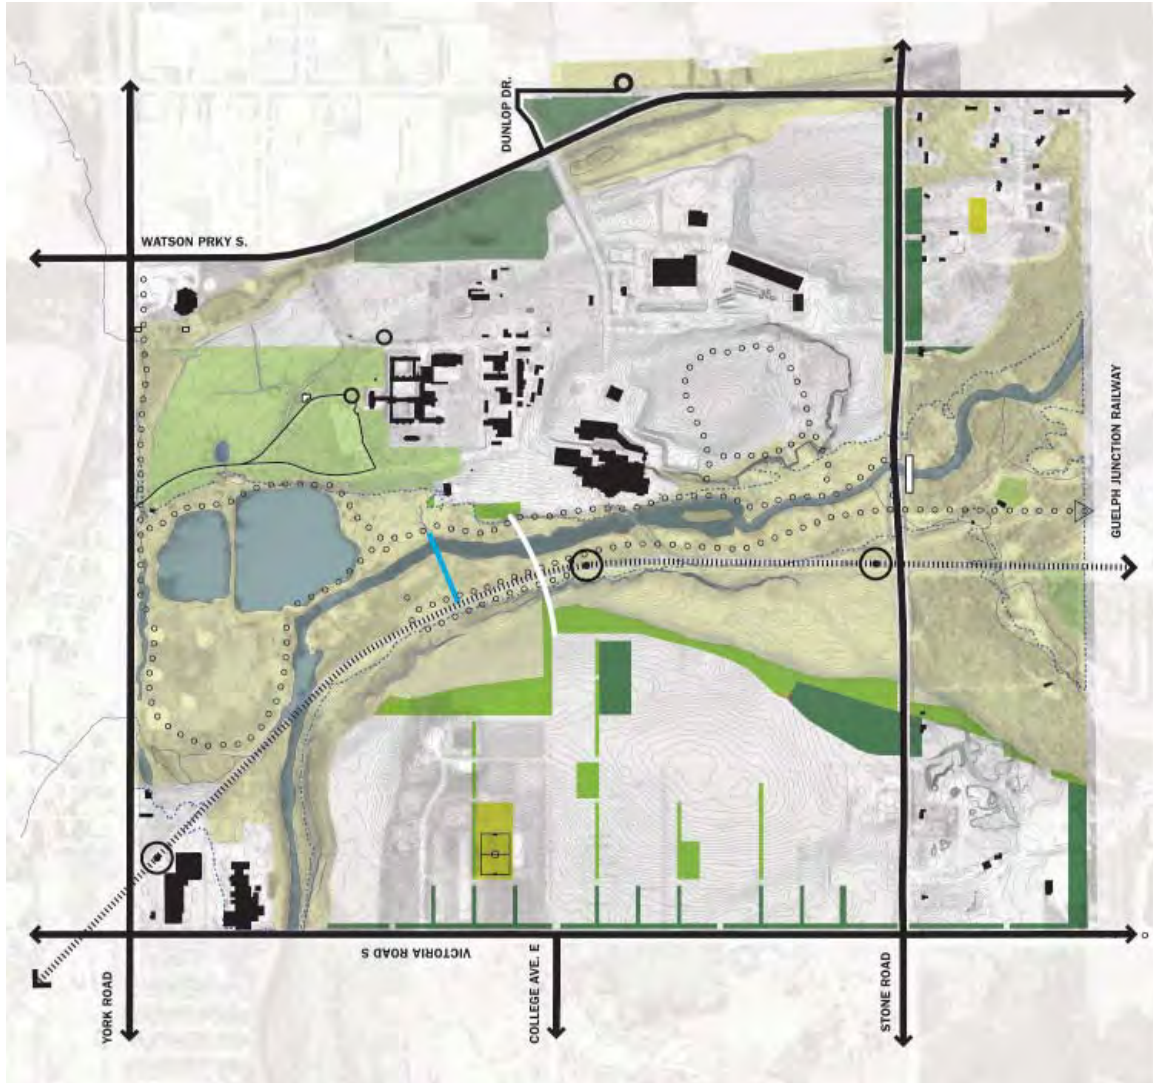 DUNLOP DR.
WATSON PRKY S.
GUELPH JUNCTION RAILWAY
VICTORIA ROAD S
YORK ROAD
COLLEGE AVE. E
STONE ROAD